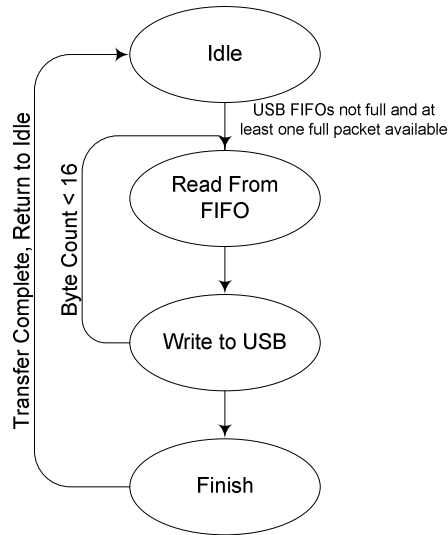 Idle
USB FIFOs not full and at
least one full packet available
Read From
FIFO
Byte Count < 16
Transfer Complete, Return to Idle
Write to USB
Finish